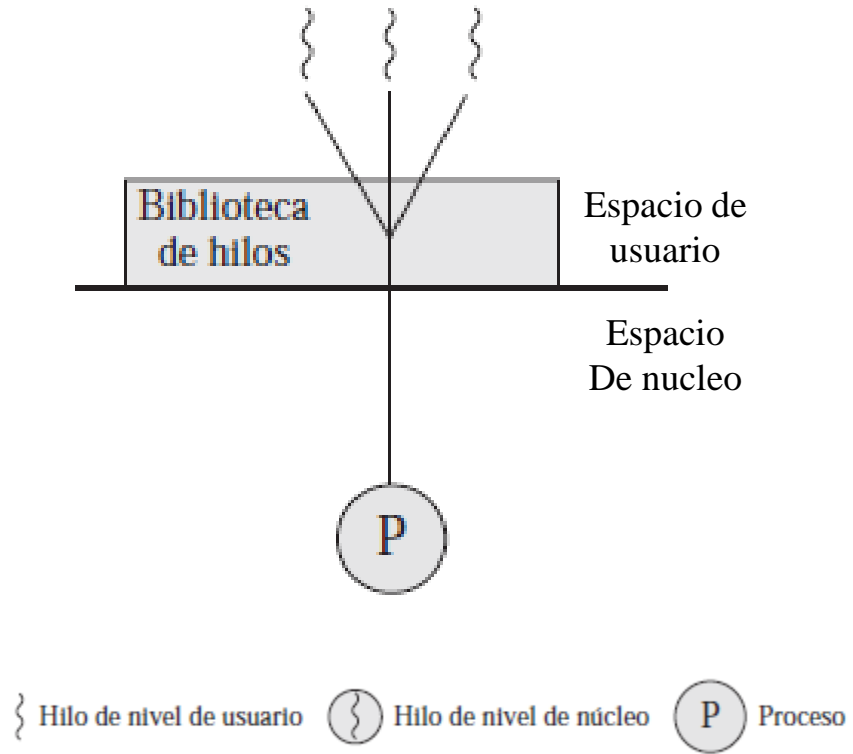 Biblioteca
de hilos
Espacio de
usuario
Espacio
De nucleo
P
Hilo de nivel de usuario
Hilo de nivel de núcleo
P
Proceso